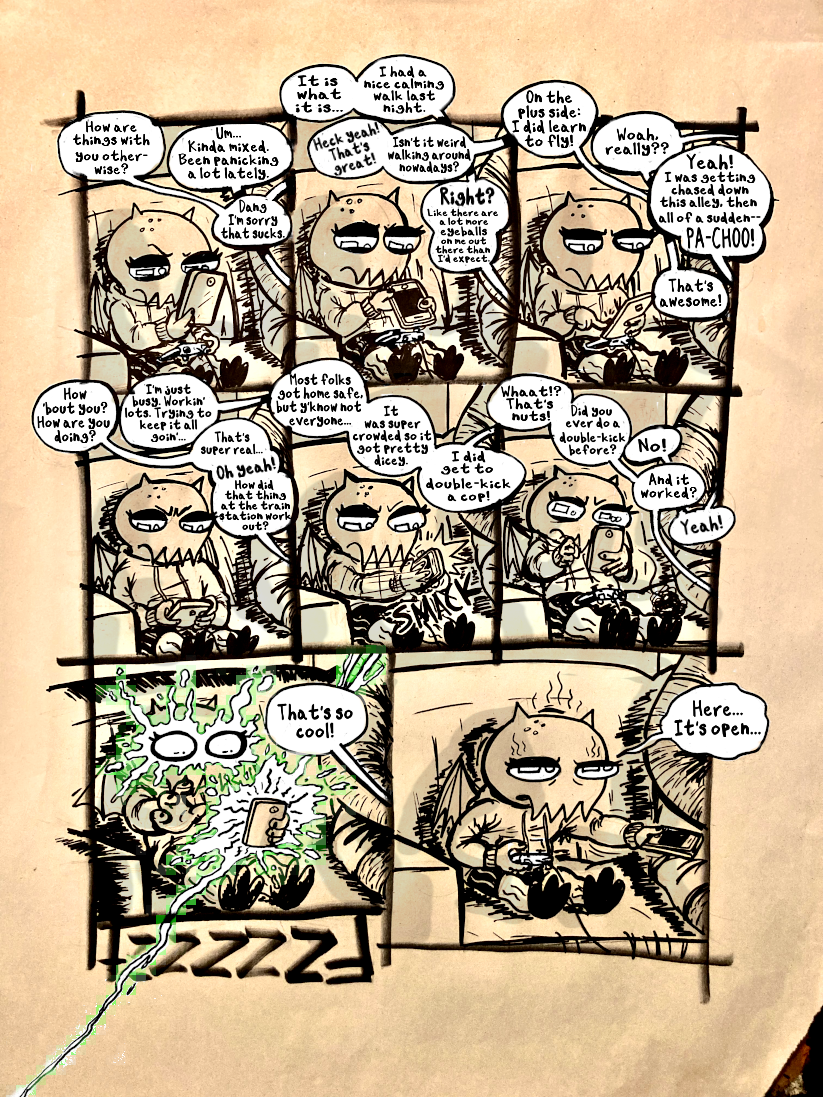 How are
things with
you other-
wise?
Um...
Kinda mixed.
Been panicking
a lot lately.
Dang
I'm sorry
that sucks.
It is
what
it is...
I had a
nice calming
walk last
night.
Heck yeah!
That's
great!
Isn't it weird
walking around
nowadays?
Right?
Like there are
a lot more
eyeballs
on me out
there than
I'd expect.
On the
plus side:
I did learn
to fly!
Woah,
really??
Yeah!
I was getting
chased down
this alley, then
all of a sudden--
PA-CHOO!
That's
awesome!
How
'bout you?
How are you
doing?
I'm just
busy. Workin'
lots. Trying to
keep it all
goin'...
That's
super real...
Oh yeah!
How did
that thing
at the train
station work
out?
Most folks
got home safe,
but y'know not
everyone...
It
was super
crowded so it
got pretty
dicey.
I did
get to
double-kick
a cop!
SMACK
Whaat!?
That's
nuts!
Did you
ever do a
double-kick
before?
No!
And it
worked?
Yeah!
That's so
cool!
FZZZZZ
Here...
It's open...